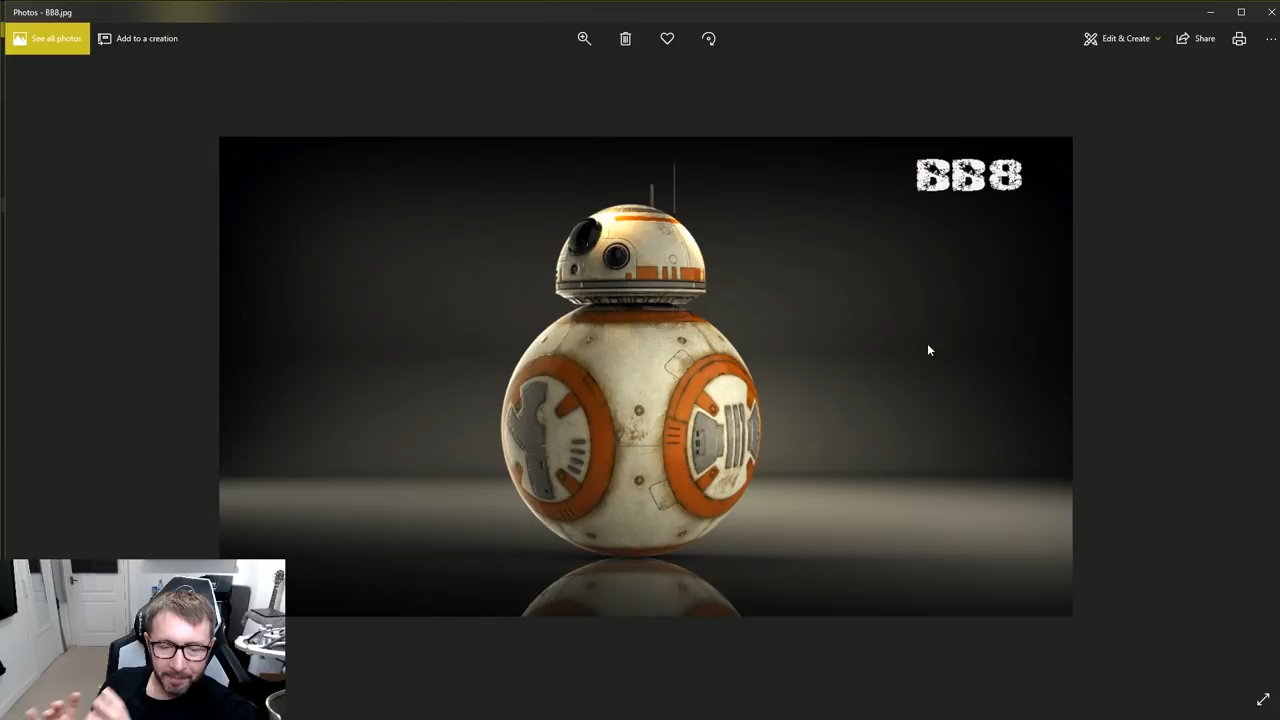 Photos - BB8.jpg
See all photos
Add to a creation
Edit & Create
Share
BB8